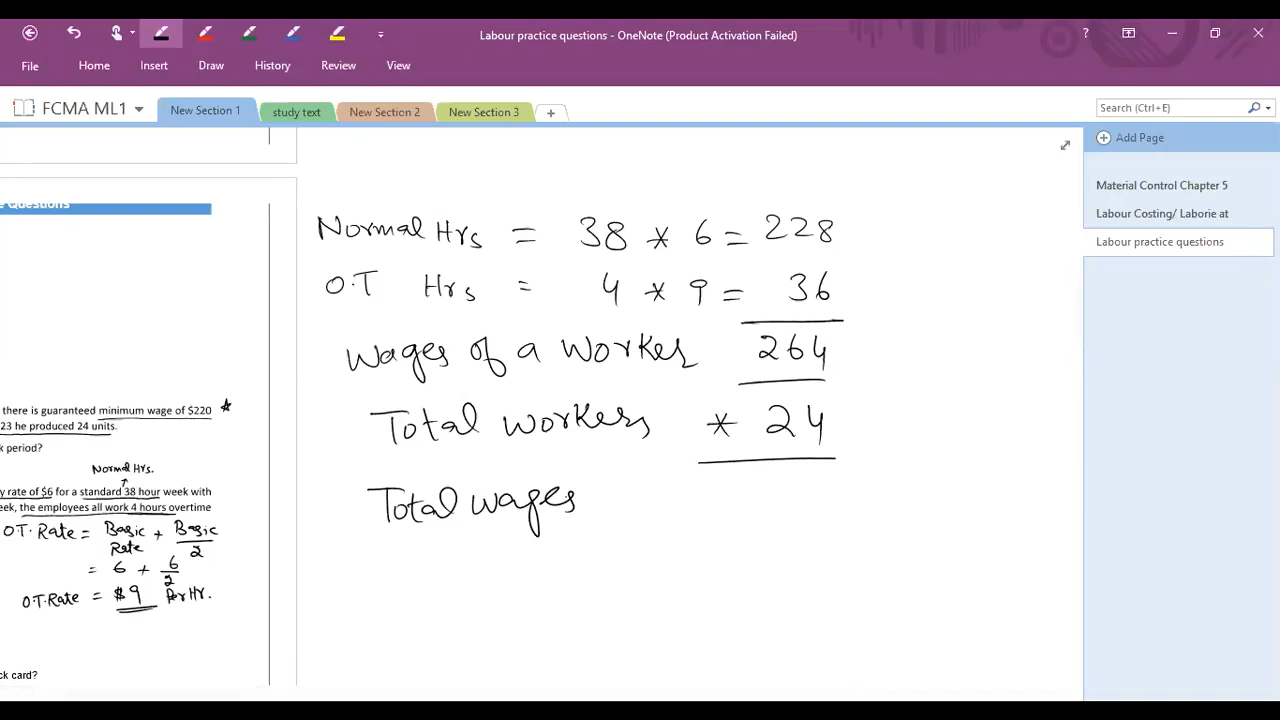 Labour practice questions - OneNote (Product Activation Failed)
?
File Home Insert Draw History Review View
FCMA ML1 New Section 1 study text New Section 2 New Section 3 +
Search (Ctrl+E)
Add Page
Material Control Chapter 5
Labour Costing/ Laborie at
Labour practice questions
e Questions
there is guaranteed minimum wage of $220
23 he produced 24 units.
k period?
Normal Hrs.
y rate of $6 for a standard 38 hour week with
eek, the employees all work 4 hours overtime
O.T. Rate = Basic Rate + Basic/2
= 6 + 6/2
O.T. Rate = $9 Per Hr.
ck card?
Normal Hrs = 38 * 6 = 228
O.T Hrs = 4 * 9 = 36
Wages of a Worker 264
Total workers * 24
Total wages